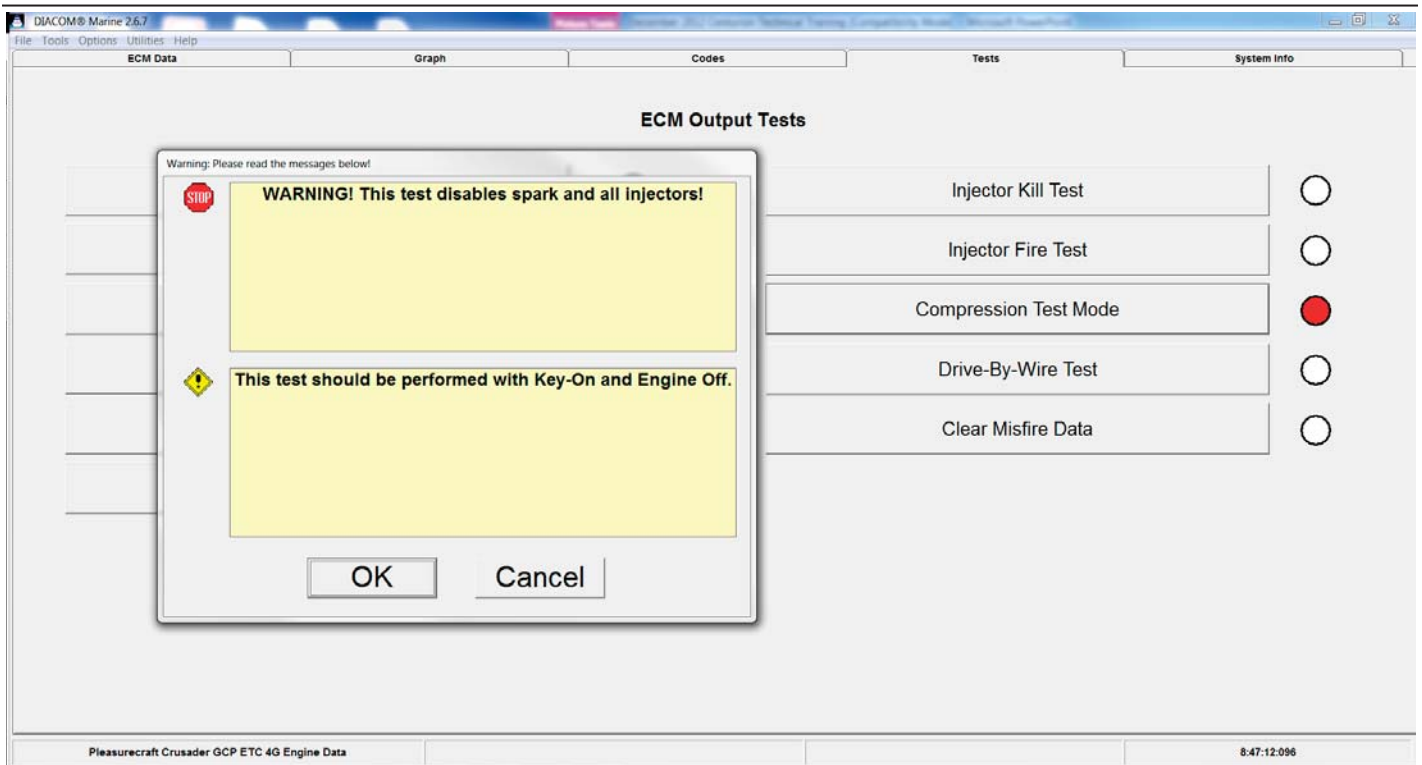 DIACOM® Marine 2.6.7
File Tools Options Utilities Help
ECM Data Graph Codes Tests System Info
ECM Output Tests
Warning: Please read the messages below!
STOP
WARNING! This test disables spark and all injectors!
This test should be performed with Key-On and Engine Off.
OK Cancel
Injector Kill Test
Injector Fire Test
Compression Test Mode
Drive-By-Wire Test
Clear Misfire Data
Pleasurecraft Crusader GCP ETC 4G Engine Data 8:47:12:096